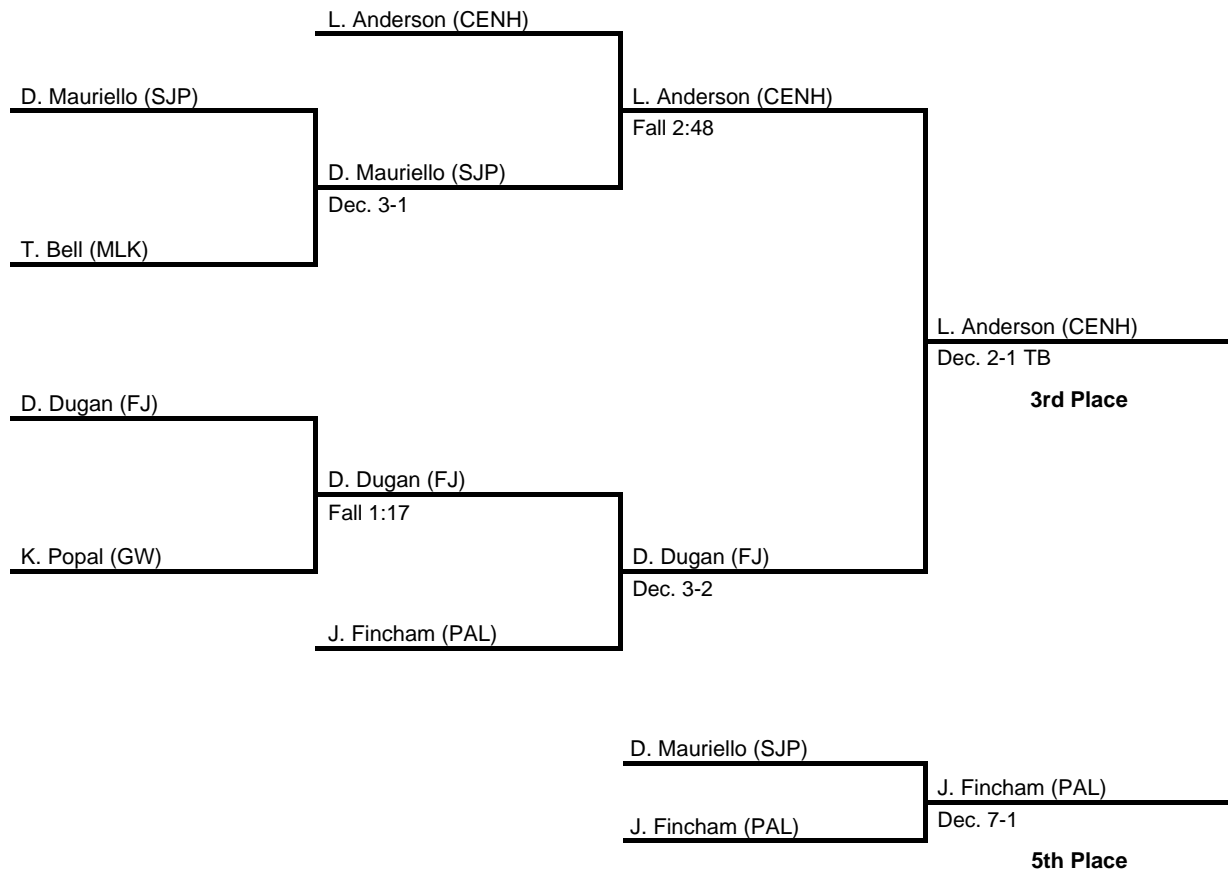 L. Anderson (CENH)
D. Mauriello (SJP)
L. Anderson (CENH)
Fall 2:48
D. Mauriello (SJP)
Dec. 3-1
T. Bell (MLK)
L. Anderson (CENH)
Dec. 2-1 TB
3rd Place
D. Dugan (FJ)
D. Dugan (FJ)
Fall 1:17
K. Popal (GW)
D. Dugan (FJ)
Dec. 3-2
J. Fincham (PAL)
D. Mauriello (SJP)
J. Fincham (PAL)
Dec. 7-1
J. Fincham (PAL)
5th Place